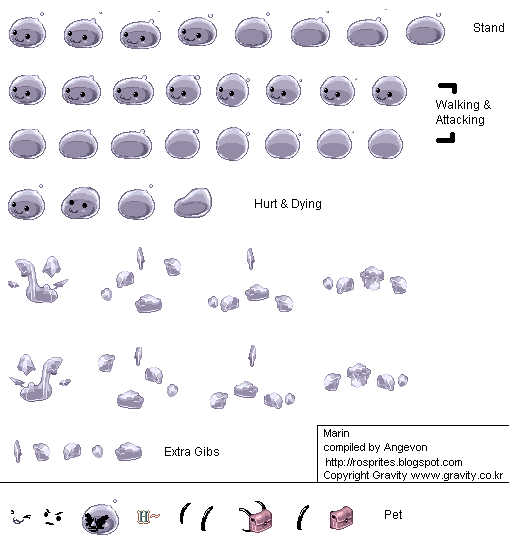 Stand
Walking &
Attacking
Hurt & Dying
Extra Gibs
Marin
compiled by Angevon
http://rosprites.blogspot.com
Copyright Gravity www.gravity.co.kr
H~
Pet